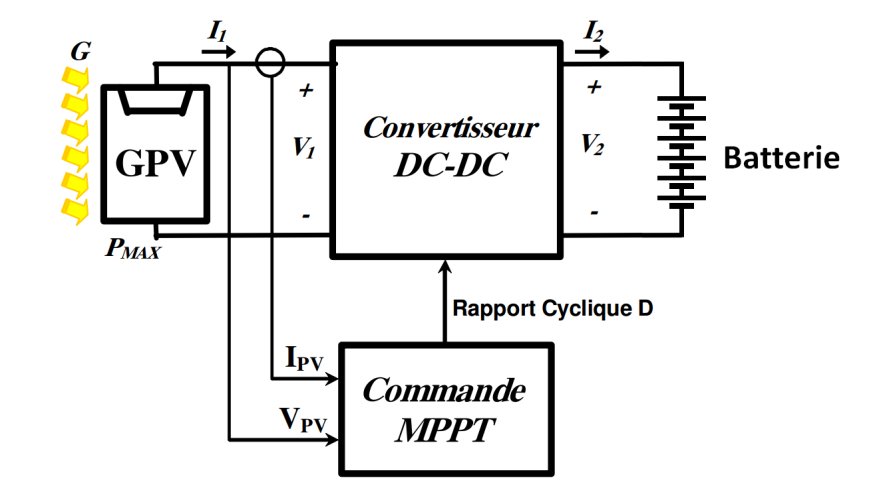 G
I1
I2
+
+
GPV
V1
Convertisseur
DC-DC
V2
Batterie
-
-
PMAX
Rapport Cyclique D
IPV
VPV
Commande
MPPT